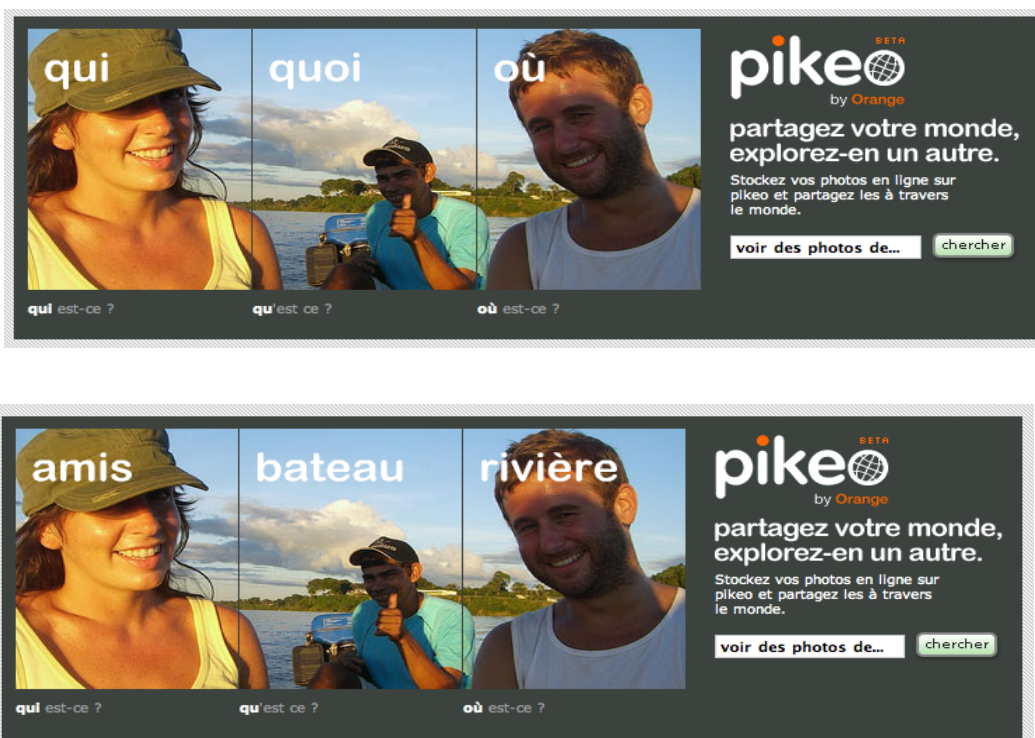 qui quoi où
BETA
pikeo
by Orange
partagez votre monde,
explorez-en un autre.
Stockez vos photos en ligne sur
pikeo et partagez les à travers
le monde.
voir des photos de... chercher
qui est-ce ? qu'est ce ? où est-ce ?
amis bateau rivière
BETA
pikeo
by Orange
partagez votre monde,
explorez-en un autre.
Stockez vos photos en ligne sur
pikeo et partagez les à travers
le monde.
voir des photos de... chercher
qui est-ce ? qu'est ce ? où est-ce ?